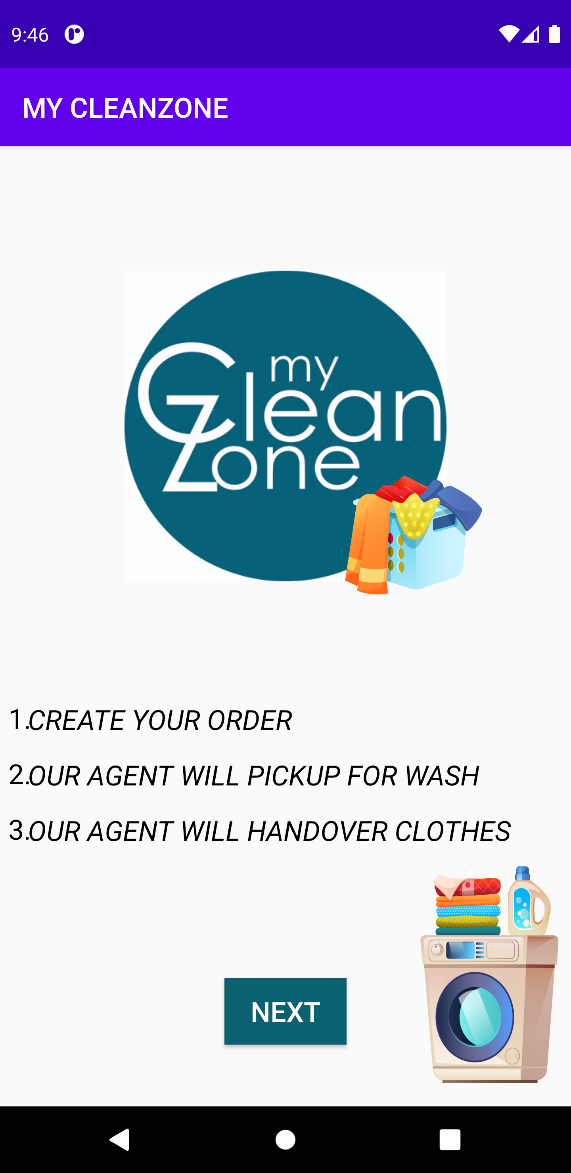 9:46
MY CLEANZONE
my
Clean
Zone
1.CREATE YOUR ORDER
2.OUR AGENT WILL PICKUP FOR WASH
3.OUR AGENT WILL HANDOVER CLOTHES
NEXT